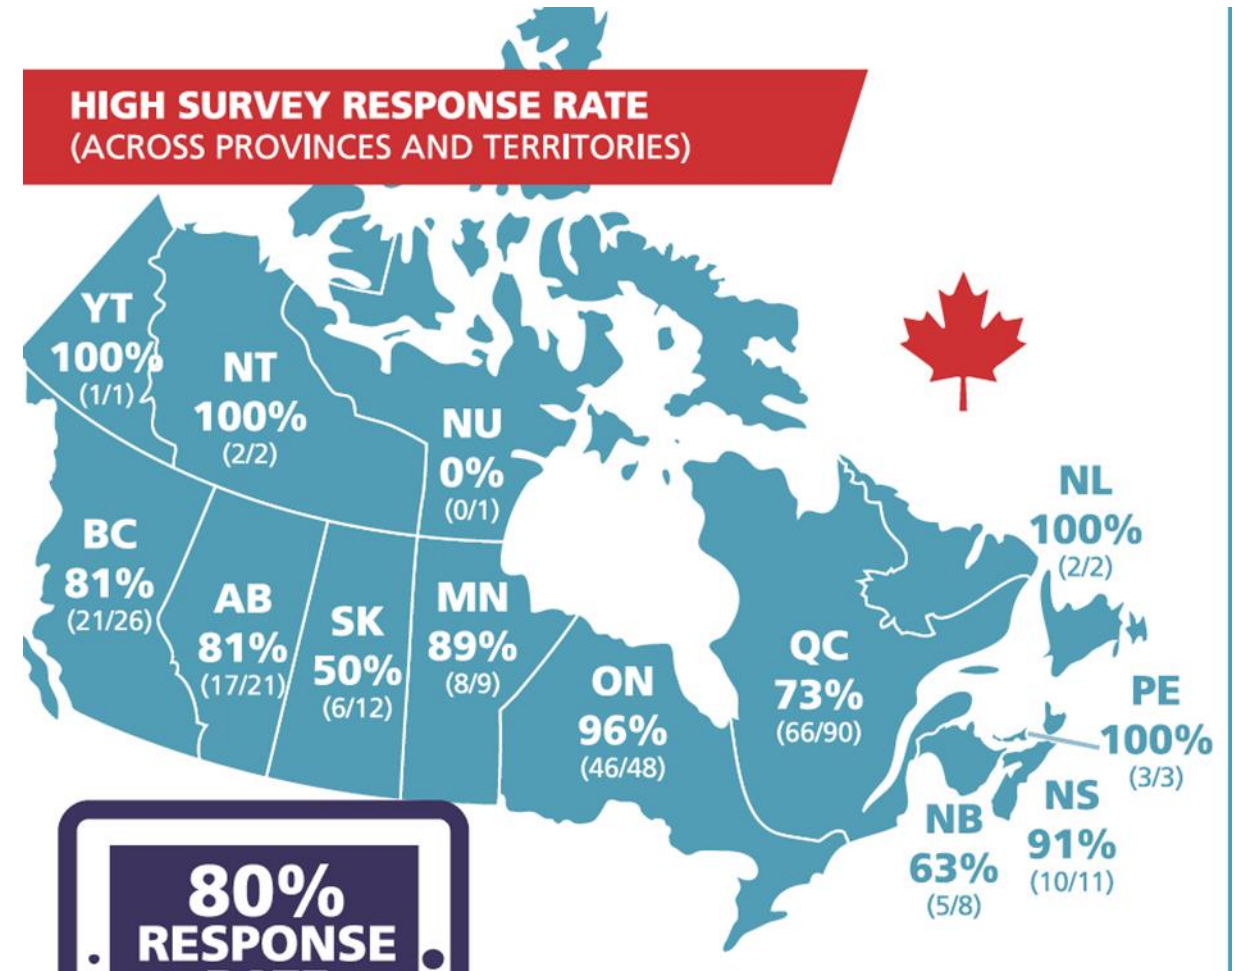 HIGH SURVEY RESPONSE RATE
(ACROSS PROVINCES AND TERRITORIES)
YT
100%
(1/1)
NT
100%
(2/2)
NU
0%
(0/1)
NL
100%
(2/2)
BC
81%
(21/26)
AB
81%
(17/21)
SK
50%
(6/12)
MN
89%
(8/9)
ON
96%
(46/48)
QC
73%
(66/90)
PE
100%
(3/3)
NS
91%
(10/11)
NB
63%
(5/8)
80%
RESPONSE